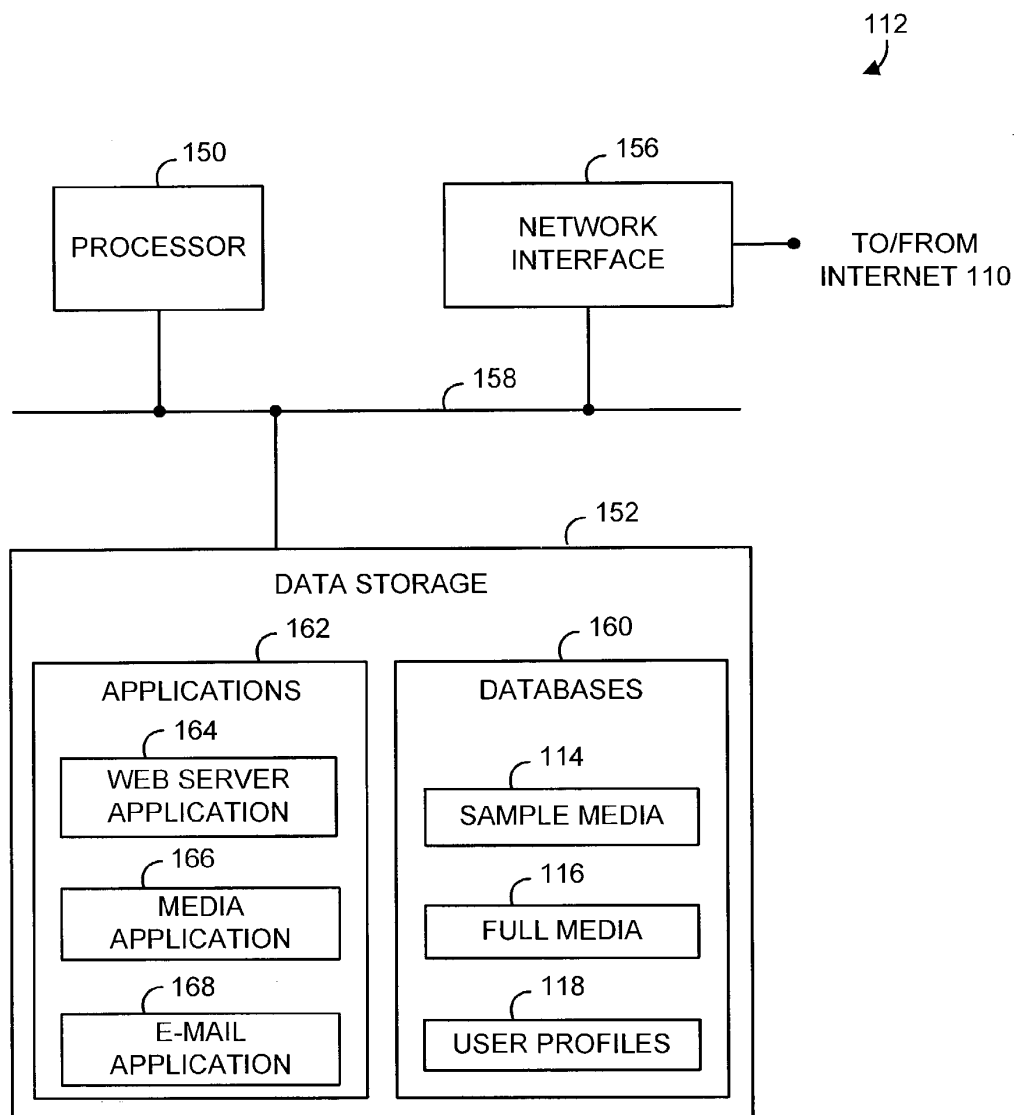 112
150
156
PROCESSOR
NETWORK
INTERFACE
TO/FROM
INTERNET 110
158
152
DATA STORAGE
162
160
APPLICATIONS
DATABASES
164
WEB SERVER
APPLICATION
114
SAMPLE MEDIA
166
MEDIA
APPLICATION
116
FULL MEDIA
168
E-MAIL
APPLICATION
118
USER PROFILES